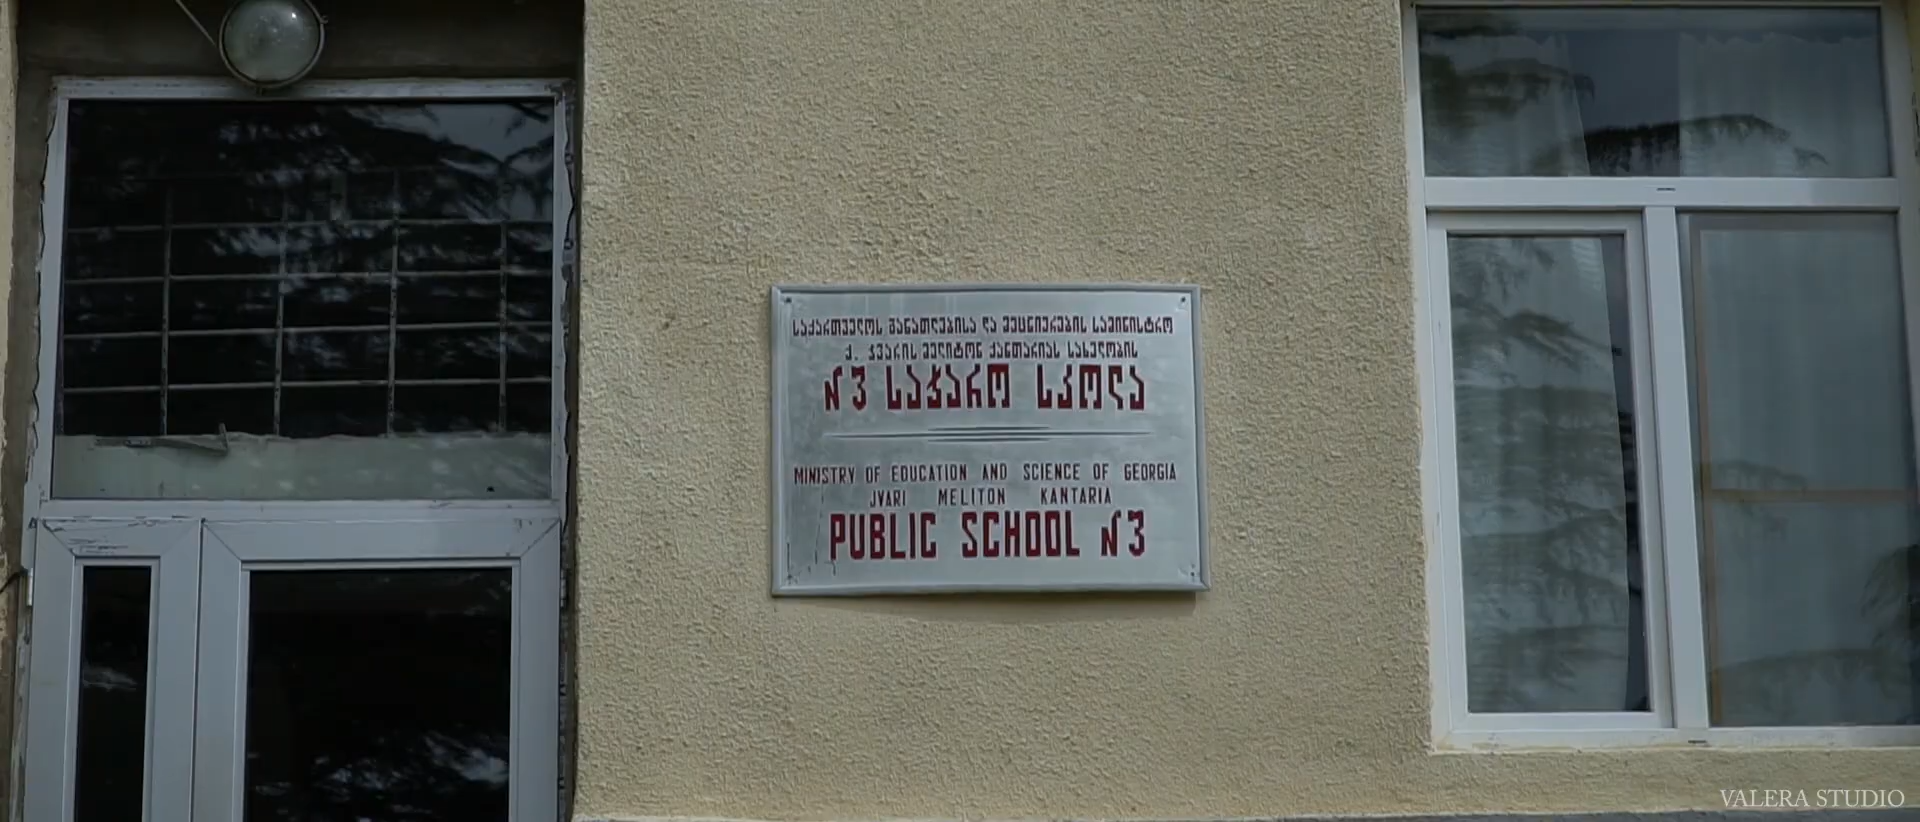 საქართველოს განათლებისა და მეცნიერების სამინისტრო
ქ. ჯვარის მელიტონ ქანთარიას სახელობის
№3 საჯარო სკოლა
MINISTRY OF EDUCATION AND SCIENCE OF GEORGIA
JVARI MELITON KANTARIA
PUBLIC SCHOOL №3
VALERA STUDIO